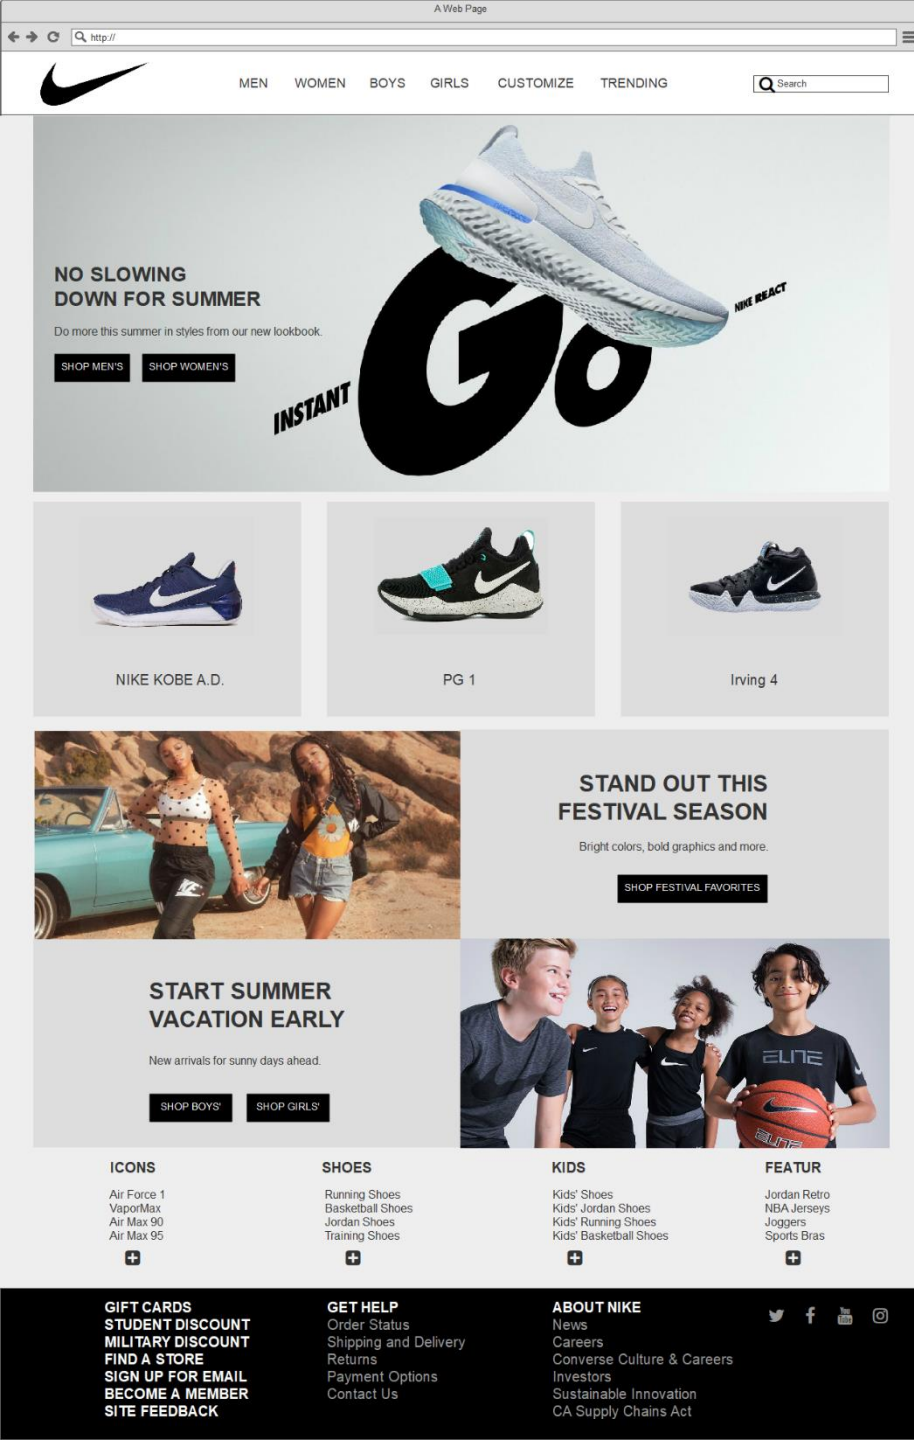 A Web Page
http://
MEN WOMEN BOYS GIRLS CUSTOMIZE TRENDING
Search
NO SLOWING
DOWN FOR SUMMER
Do more this summer in styles from our new lookbook.
SHOP MEN'S SHOP WOMEN'S
INSTANT
Go
NIKE REACT
NIKE KOBE A.D.
PG 1
Irving 4
STAND OUT THIS
FESTIVAL SEASON
Bright colors, bold graphics and more.
SHOP FESTIVAL FAVORITES
START SUMMER
VACATION EARLY
New arrivals for sunny days ahead.
SHOP BOYS' SHOP GIRLS'
ELITE
ELITE
ICONS
Air Force 1
VaporMax
Air Max 90
Air Max 95
SHOES
Running Shoes
Basketball Shoes
Jordan Shoes
Training Shoes
KIDS
Kids' Shoes
Kids' Jordan Shoes
Kids' Running Shoes
Kids' Basketball Shoes
FEATUR
Jordan Retro
NBA Jerseys
Joggers
Sports Bras
GIFT CARDS
STUDENT DISCOUNT
MILITARY DISCOUNT
FIND A STORE
SIGN UP FOR EMAIL
BECOME A MEMBER
SITE FEEDBACK
GET HELP
Order Status
Shipping and Delivery
Returns
Payment Options
Contact Us
ABOUT NIKE
News
Careers
Converse Culture & Careers
Investors
Sustainable Innovation
CA Supply Chains Act
You
Tube